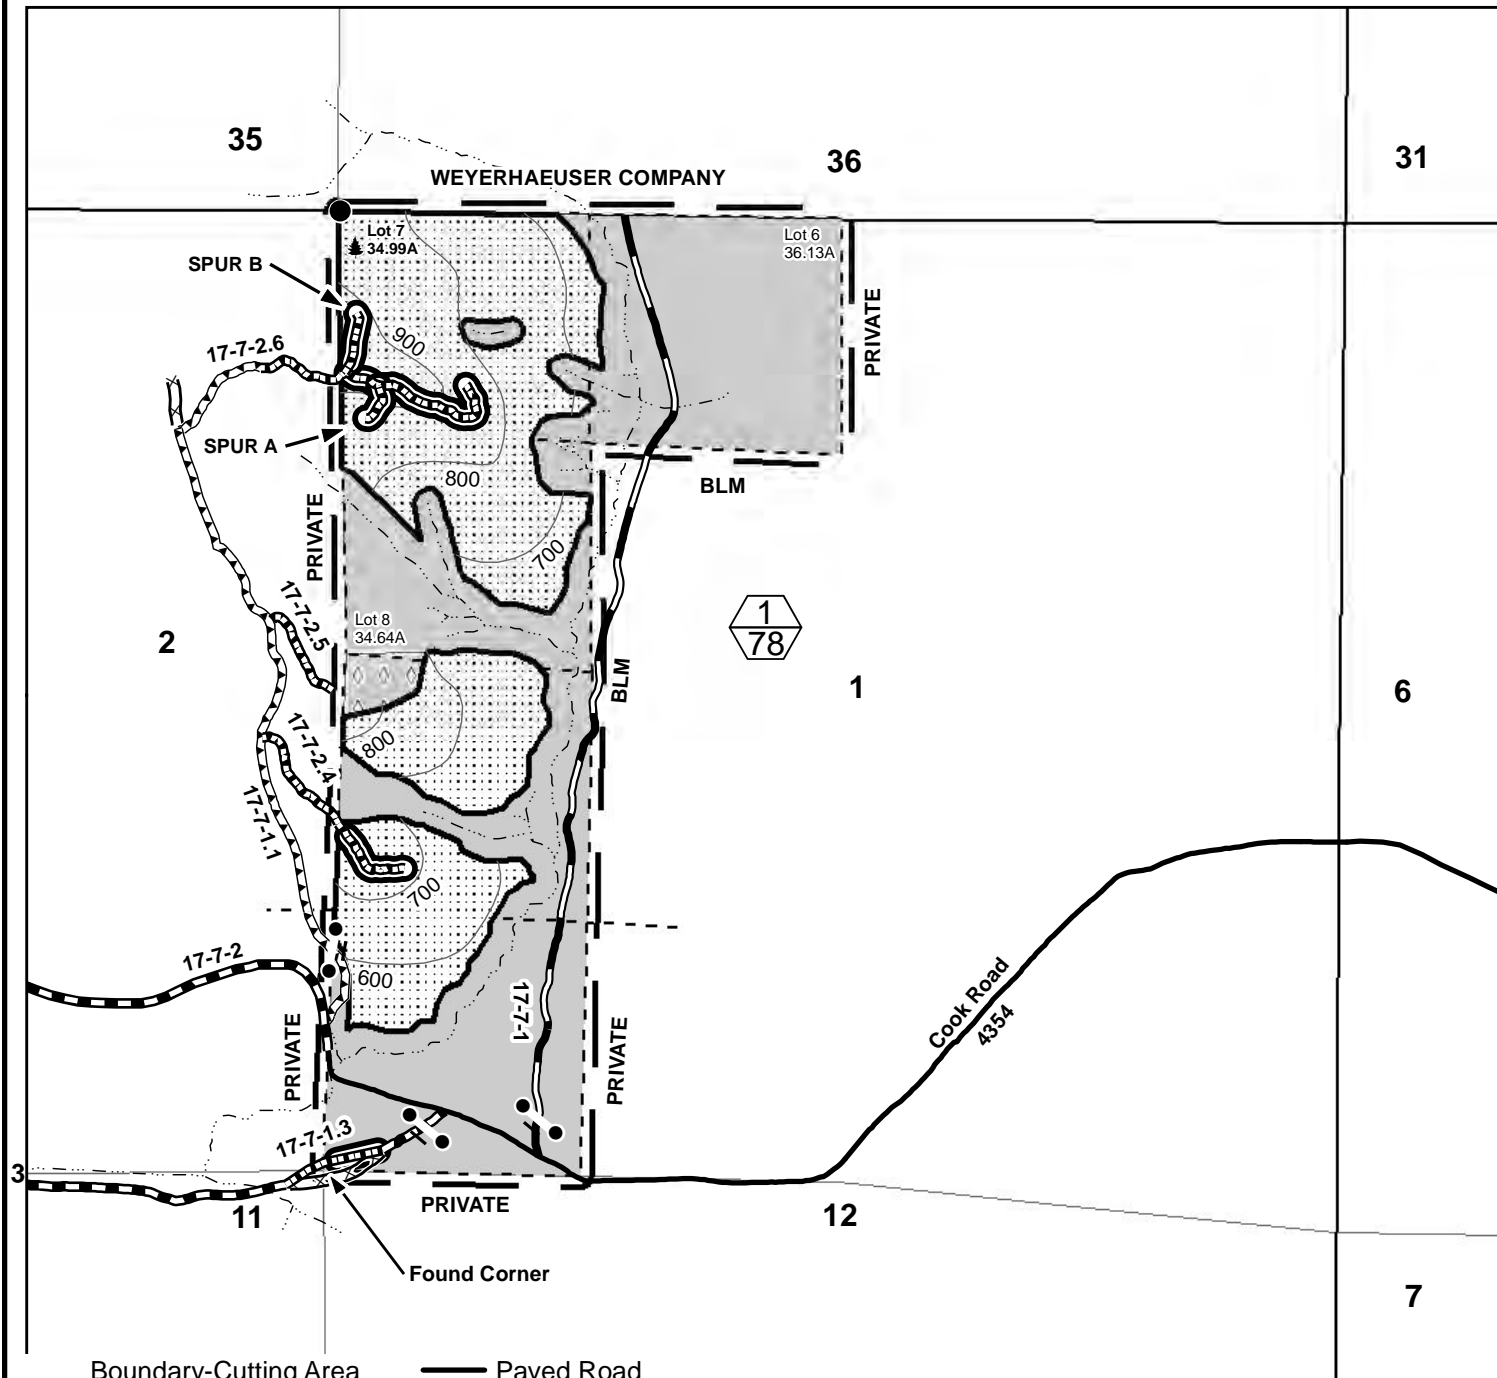 35
36
31
WEYERHAEUSER COMPANY
Lot 7
34.99A
Lot 6
36.13A
SPUR B
PRIVATE
900
17-7-2.6
SPUR A
800
BLM
PRIVATE
700
17-7-2.5
1
78
Lot 8
34.64A
2
BLM
1
6
17-7-2.4
800
17-7-1.1
700
17-7-2
600
17-7-1
Cook Road
4354
PRIVATE
PRIVATE
17-7-1.3
3
PRIVATE
11
12
Found Corner
7
Boundary-Cutting Area
Paved Road